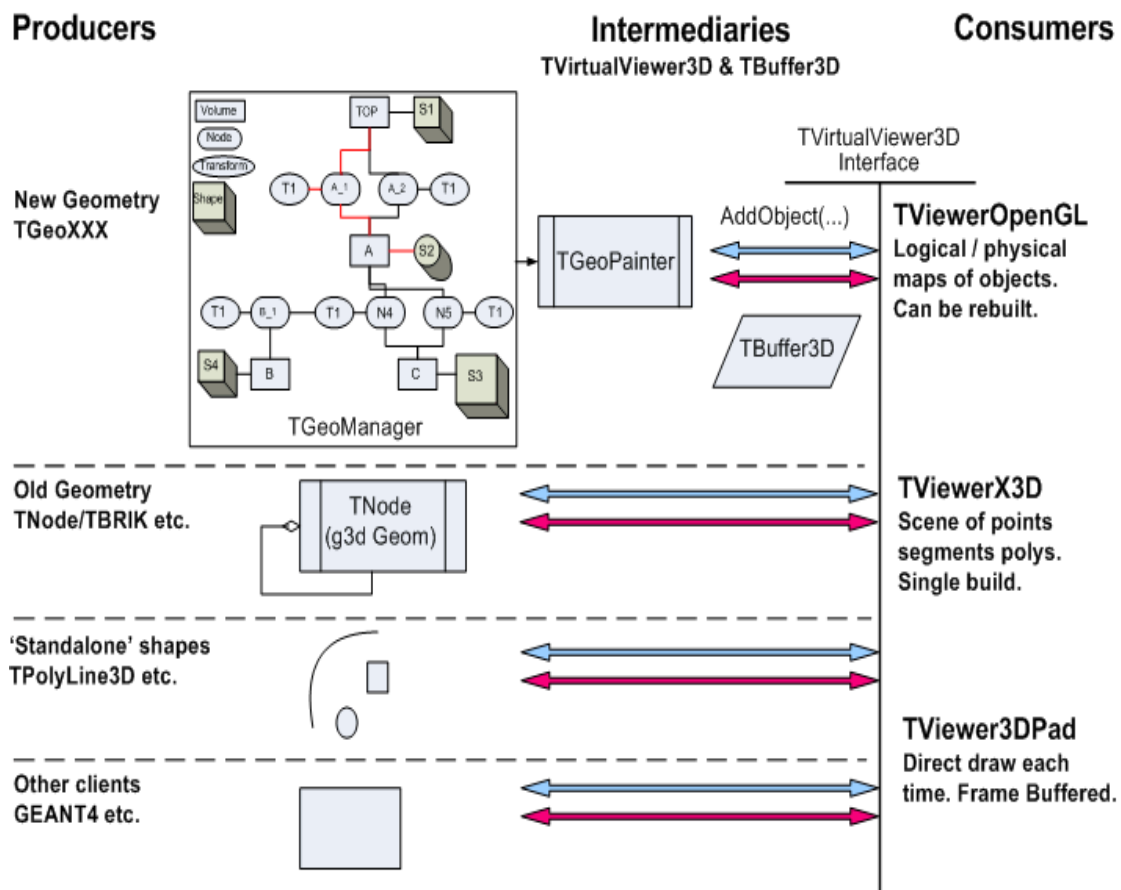 Producers
Intermediaries
TVirtualViewer3D & TBuffer3D
Consumers
New Geometry
TGeoXXX
Volume
Node
Transform
Shape
TOP
S1
T1
A_1
A_2
T1
A
S2
T1
B_1
T1
N4
N5
T1
S4
B
C
S3
TGeoManager
TGeoPainter
TVirtualViewer3D
Interface
AddObject(...)
TBuffer3D
TViewerOpenGL
Logical / physical
maps of objects.
Can be rebuilt.
Old Geometry
TNode/TBRIK etc.
TNode
(g3d Geom)
TViewerX3D
Scene of points
segments polys.
Single build.
‘Standalone’ shapes
TPolyLine3D etc.
TViewer3DPad
Direct draw each
time. Frame Buffered.
Other clients
GEANT4 etc.